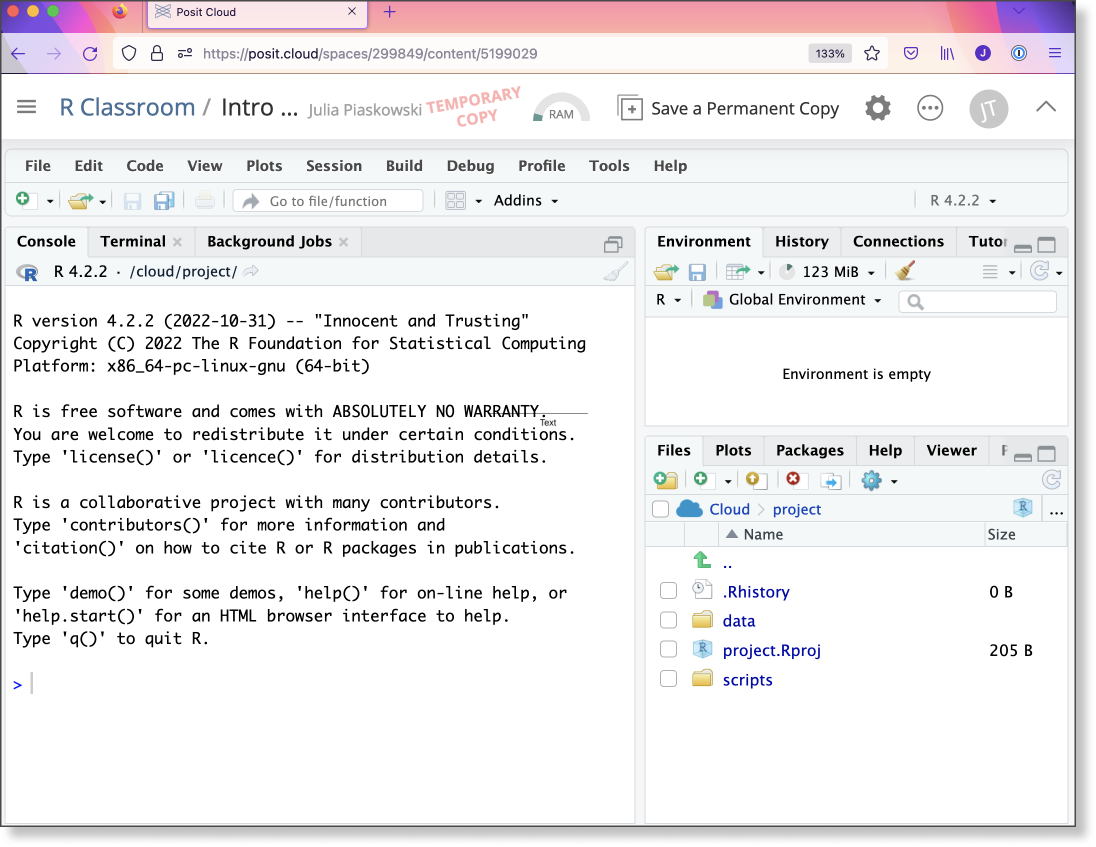 Posit Cloud
https://posit.cloud/spaces/299849/content/5199029
133%
J
R Classroom / Intro ... Julia Piaskowski TEMPORARY COPY RAM Save a Permanent Copy JT
File Edit Code View Plots Session Build Debug Profile Tools Help
Go to file/function Addins R 4.2.2
Console Terminal Background Jobs
R R 4.2.2 · /cloud/project/
R version 4.2.2 (2022-10-31) -- "Innocent and Trusting"
Copyright (C) 2022 The R Foundation for Statistical Computing
Platform: x86_64-pc-linux-gnu (64-bit)
R is free software and comes with ABSOLUTELY NO WARRANTY.
Text
You are welcome to redistribute it under certain conditions.
Type 'license()' or 'licence()' for distribution details.
R is a collaborative project with many contributors.
Type 'contributors()' for more information and
'citation()' on how to cite R or R packages in publications.
Type 'demo()' for some demos, 'help()' for on-line help, or
'help.start()' for an HTML browser interface to help.
Type 'q()' to quit R.
>
Environment History Connections
123 MiB
R Global Environment
Environment is empty
Files Plots Packages Help Viewer
Cloud project R ...
Name Size
..
.Rhistory 0 B
data
R project.Rproj 205 B
scripts